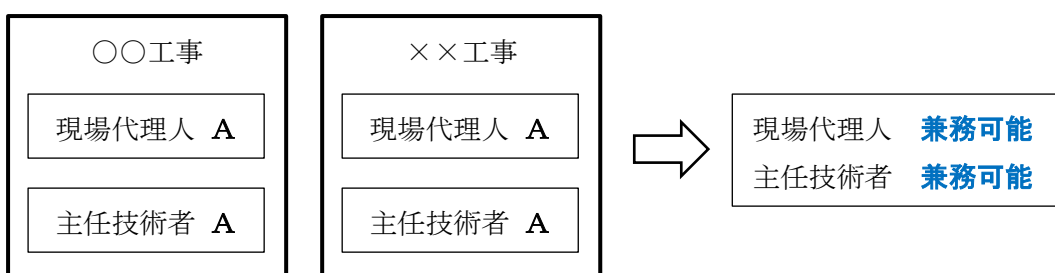 〇〇工事
現場代理人 A
主任技術者 A
××工事
現場代理人 A
主任技術者 A
現場代理人 兼務可能
主任技術者 兼務可能